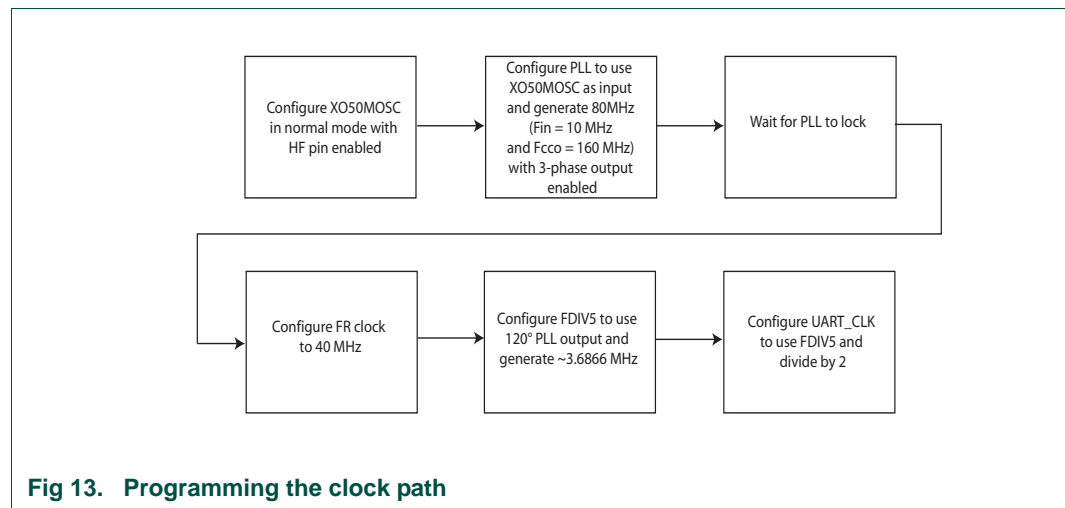 Configure XO50MOSC
in normal mode with
HF pin enabled
Configure PLL to use
XO50MOSC as input
and generate 80MHz
(Fin = 10 MHz
and Fcco = 160 MHz)
with 3-phase output
enabled
Wait for PLL to lock
Configure FR clock
to 40 MHz
Configure FDIV5 to use
120° PLL output and
generate ~3.6866 MHz
Configure UART_CLK
to use FDIV5 and
divide by 2
Fig 13. Programming the clock path